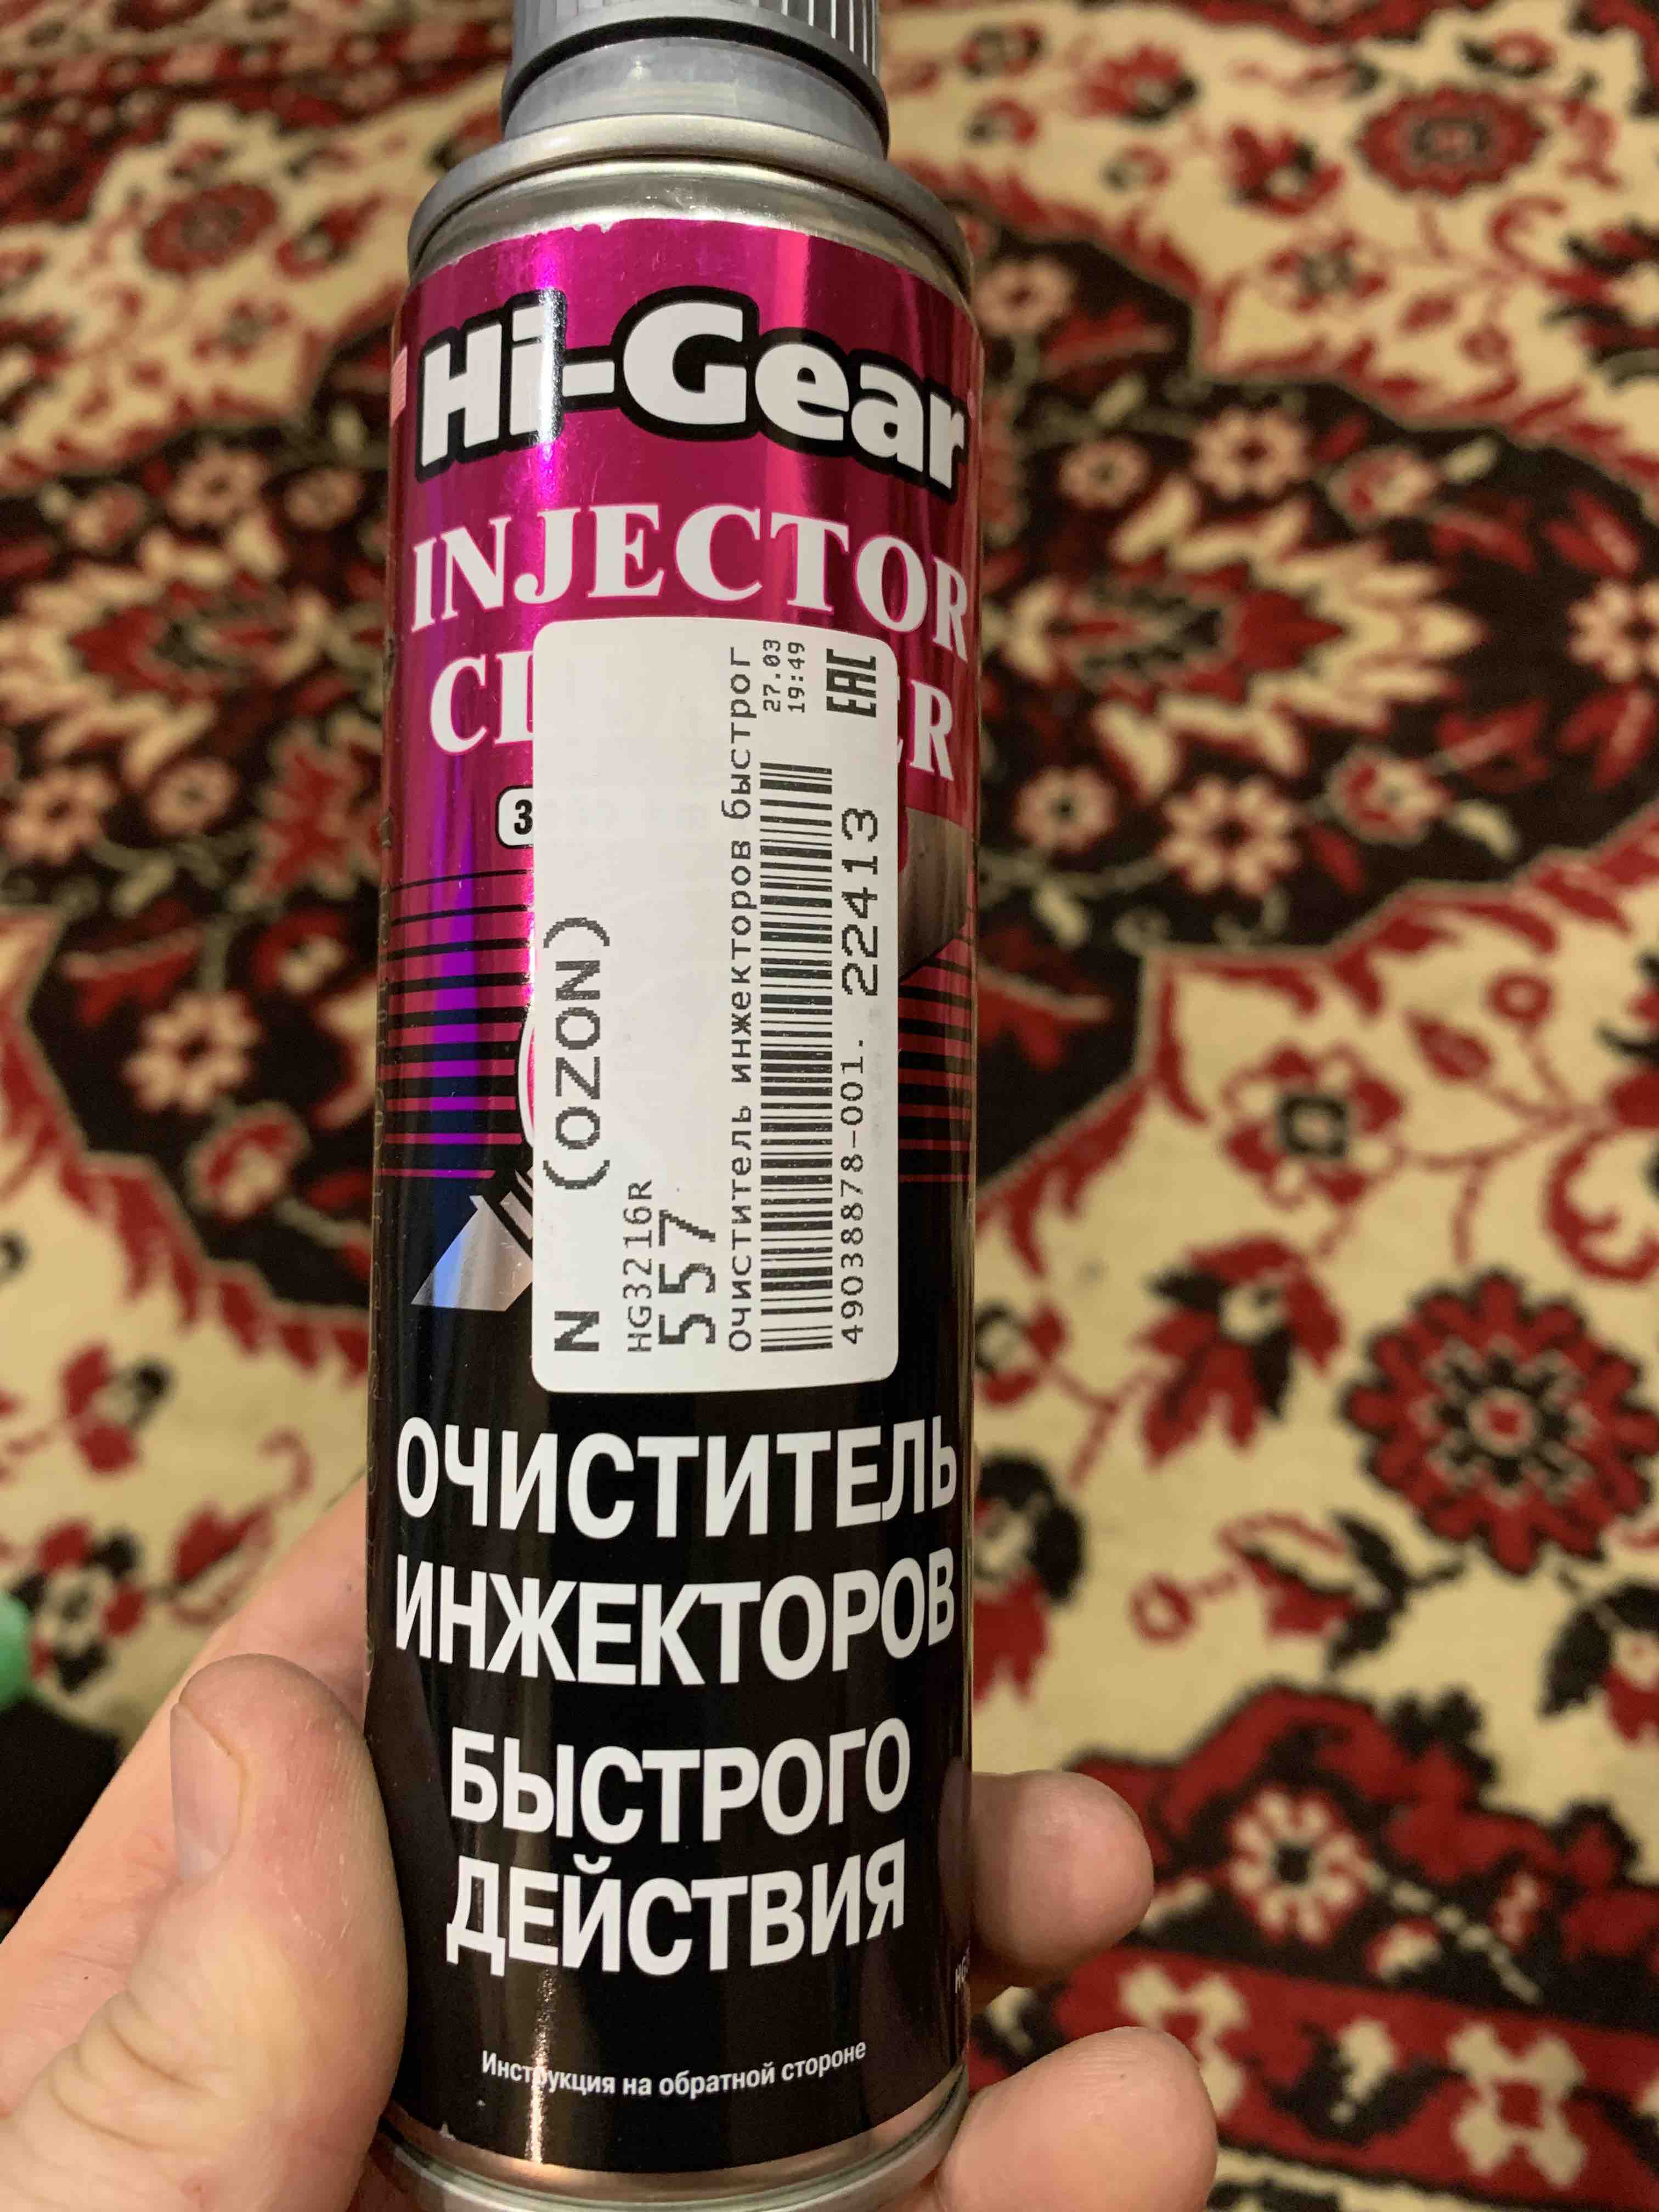 Hi-Gear
INJECTOR
N (OZON)
HG3216R
557
очиститель инжекторов быстрог
27.03
19:49
49038878-001. 22413
EAC
ОЧИСТИТЕЛЬ
ИНЖЕКТОРОВ
БЫСТРОГО
ДЕЙСТВИЯ
Инструкция на обратной стороне